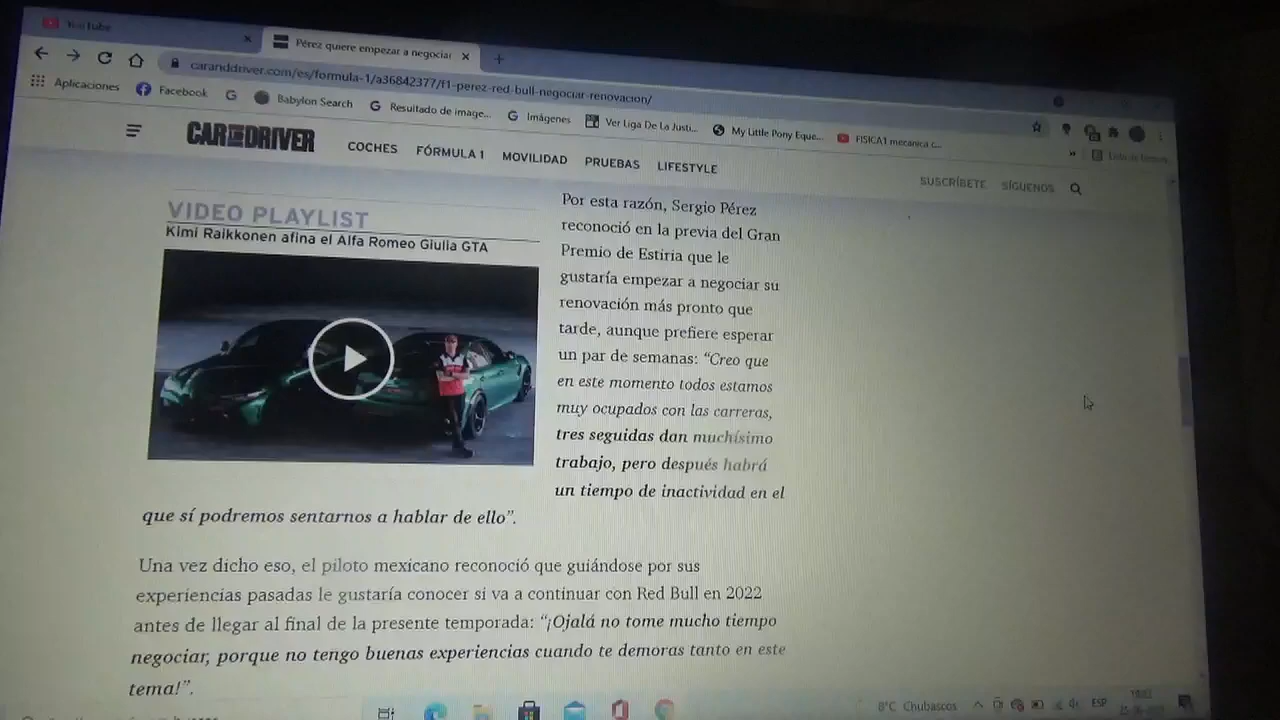 YouTube
Pérez quiere empezar a negociar
caranddriver.com/es/formula-1/a36842377/f1-perez-red-bull-negociar-renovacion/
Aplicaciones
Facebook
Babylon Search
Resultado de image...
Imágenes
Ver Liga De La Justi...
My Little Pony Eque...
FISICA1 mecanica c...
CAR AND DRIVER
COCHES
FÓRMULA 1
MOVILIDAD
PRUEBAS
LIFESTYLE
SUSCRÍBETE
SÍGUENOS
VIDEO PLAYLIST
Kimi Raikkonen afina el Alfa Romeo Giulia GTA
Por esta razón, Sergio Pérez
reconoció en la previa del Gran
Premio de Estiria que le
gustaría empezar a negociar su
renovación más pronto que
tarde, aunque prefiere esperar
un par de semanas: “Creo que
en este momento todos estamos
muy ocupados con las carreras,
tres seguidas dan muchísimo
trabajo, pero después habrá
un tiempo de inactividad en el
que sí podremos sentarnos a hablar de ello”.
Una vez dicho eso, el piloto mexicano reconoció que guiándose por sus
experiencias pasadas le gustaría conocer si va a continuar con Red Bull en 2022
antes de llegar al final de la presente temporada: “¡Ojalá no tome mucho tiempo
negociar, porque no tengo buenas experiencias cuando te demoras tanto en este
tema!”.
8°C Chubascos
ESP